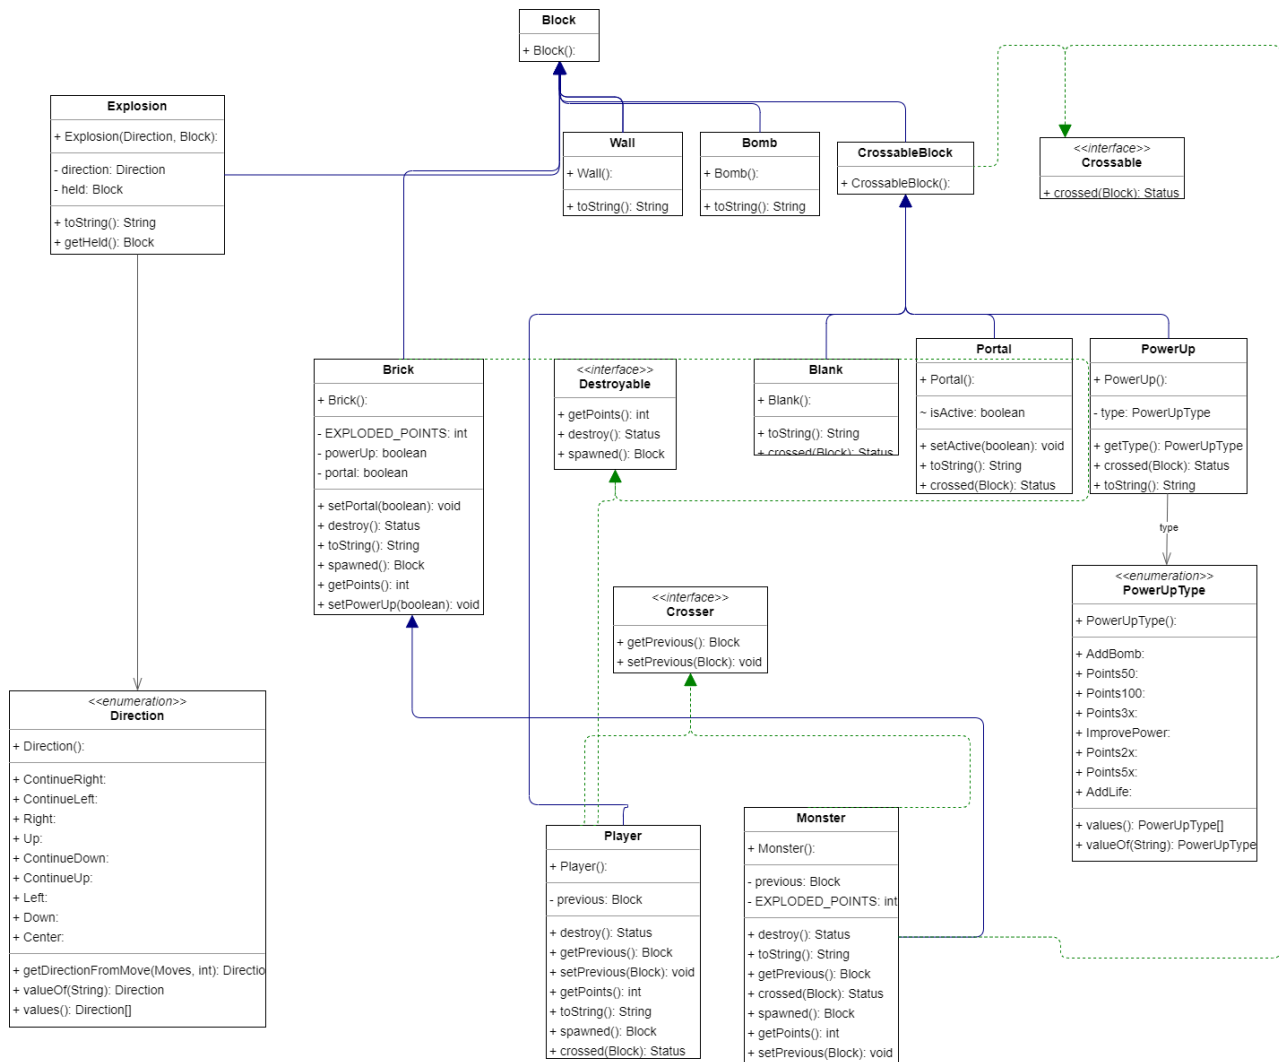 Block
+ Block():
Explosion
+ Explosion(Direction, Block):
- direction: Direction
- held: Block
+ toString(): String
+ getHeld(): Block
Wall
+ Wall():
+ toString(): String
Bomb
+ Bomb():
+ toString(): String
CrossableBlock
+ CrossableBlock():
<<interface>>
Crossable
+ crossed(Block): Status
Brick
+ Brick():
- EXPLODED_POINTS: int
- powerUp: boolean
- portal: boolean
+ setPortal(boolean): void
+ destroy(): Status
+ toString(): String
+ spawned(): Block
+ getPoints(): int
+ setPowerUp(boolean): void
<<interface>>
Destroyable
+ getPoints(): int
+ destroy(): Status
+ spawned(): Block
Blank
+ Blank():
+ toString(): String
+ crossed(Block): Status
Portal
+ Portal():
~ isActive: boolean
+ setActive(boolean): void
+ toString(): String
+ crossed(Block): Status
PowerUp
+ PowerUp():
- type: PowerUpType
+ getType(): PowerUpType
+ crossed(Block): Status
+ toString(): String
type
<<enumeration>>
PowerUpType
+ PowerUpType():
+ AddBomb:
+ Points50:
+ Points100:
+ Points3x:
+ ImprovePower:
+ Points2x:
+ Points5x:
+ AddLife:
+ values(): PowerUpType[]
+ valueOf(String): PowerUpType
<<interface>>
Crosser
+ getPrevious(): Block
+ setPrevious(Block): void
<<enumeration>>
Direction
+ Direction():
+ ContinueRight:
+ ContinueLeft:
+ Right:
+ Up:
+ ContinueDown:
+ ContinueUp:
+ Left:
+ Down:
+ Center:
+ getDirectionFromMove(Moves, int): Directio
+ valueOf(String): Direction
+ values(): Direction[]
Player
+ Player():
- previous: Block
+ destroy(): Status
+ getPrevious(): Block
+ setPrevious(Block): void
+ getPoints(): int
+ toString(): String
+ spawned(): Block
+ crossed(Block): Status
Monster
+ Monster():
- previous: Block
- EXPLODED_POINTS: int
+ destroy(): Status
+ toString(): String
+ getPrevious(): Block
+ crossed(Block): Status
+ spawned(): Block
+ getPoints(): int
+ setPrevious(Block): void